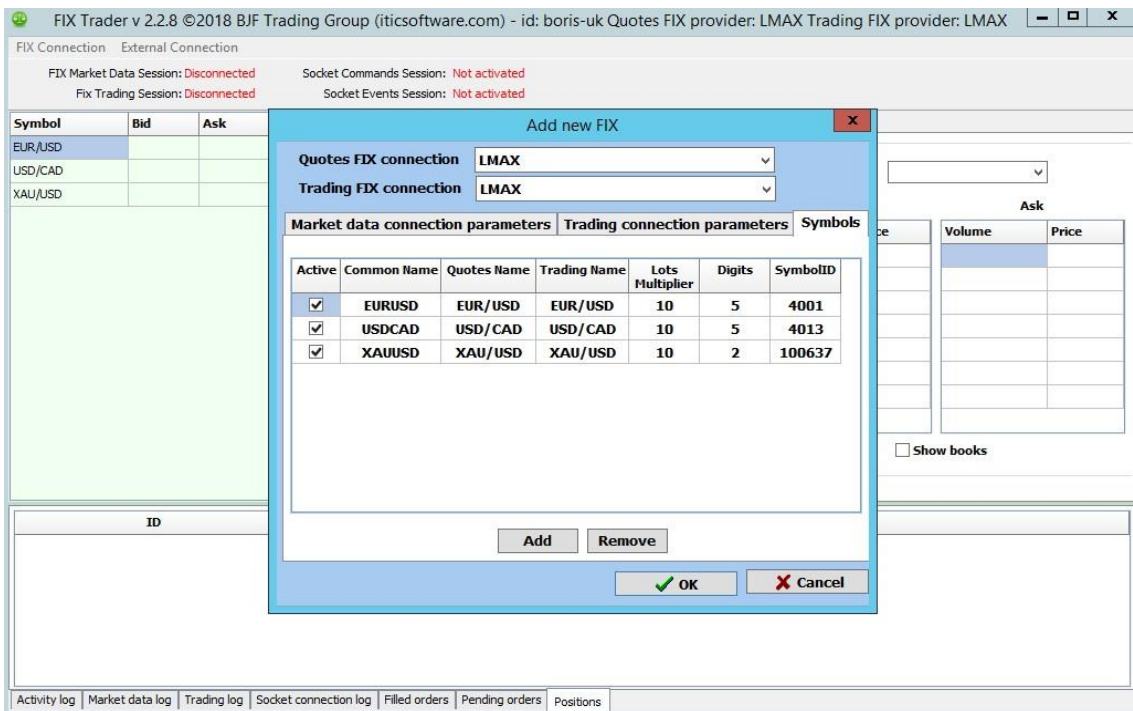 FIX Trader v 2.2.8 ©2018 BJF Trading Group (iticsoftware.com) - id: boris-uk Quotes FIX provider: LMAX Trading FIX provider: LMAX
FIX Connection External Connection
FIX Market Data Session: Disconnected Socket Commands Session: Not activated
Fix Trading Session: Disconnected Socket Events Session: Not activated
Symbol Bid Ask
EUR/USD
USD/CAD
XAU/USD
Add new FIX
Quotes FIX connection LMAX
Trading FIX connection LMAX
Market data connection parameters Trading connection parameters Symbols
Active Common Name Quotes Name Trading Name Lots Multiplier Digits SymbolID
EURUSD EUR/USD EUR/USD 10 5 4001
USDCAD USD/CAD USD/CAD 10 5 4013
XAUUSD XAU/USD XAU/USD 10 2 100637
Add Remove
OK Cancel
Ask
Volume Price
Show books
ID
Activity log Market data log Trading log Socket connection log Filled orders Pending orders Positions